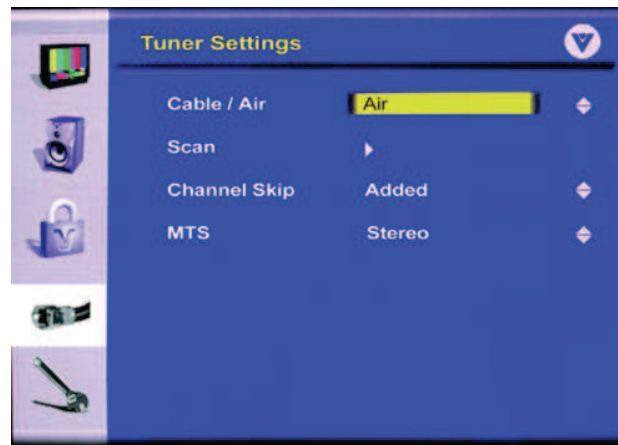 Tuner Settings
Cable / Air Air
Scan
Channel Skip Added
MTS Stereo